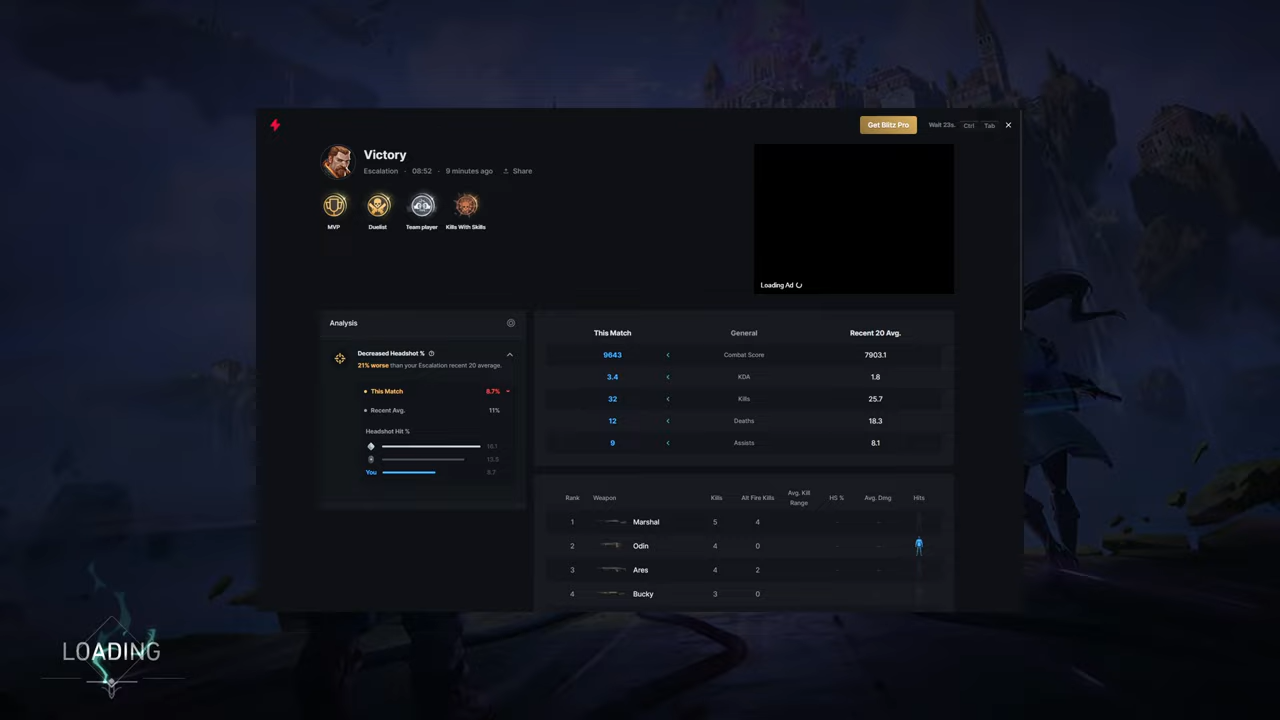 Get Blitz Pro
Wait 23s. Ctrl Tab
Victory
Escalation · 08:52 · 9 minutes ago Share
MVP Duelist Team player Kills With Skills
Loading Ad
Analysis
Decreased Headshot %
21% worse than your Escalation recent 20 average.
This Match 8.7%
Recent Avg. 11%
Headshot Hit %
13.3
You 8.7
This Match General Recent 20 Avg.
9643 Combat Score 7903.1
3.4 KDA 1.8
32 Kills 25.7
12 Deaths 18.3
9 Assists 8.1
Rank Weapon Kills Alt Fire Kills Avg. Kill Range HS % Avg. Dmg Hits
1 Marshal 5 4 - -
2 Odin 4 0 - -
3 Ares 4 2 - -
4 Bucky 3 0 - -
LOADING